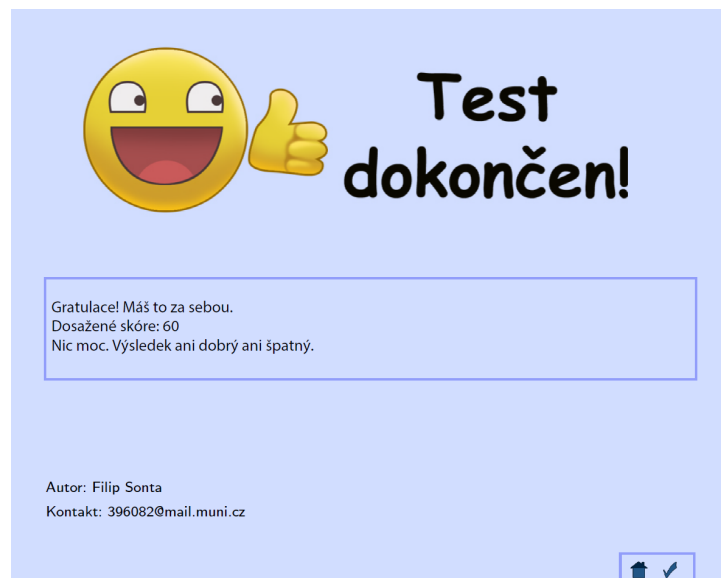 Test
dokončen!
Gratulace! Máš to za sebou.
Dosažené skóre: 60
Nic moc. Výsledek ani dobrý ani špatný.
Autor: Filip Sonta
Kontakt: 396082@mail.muni.cz